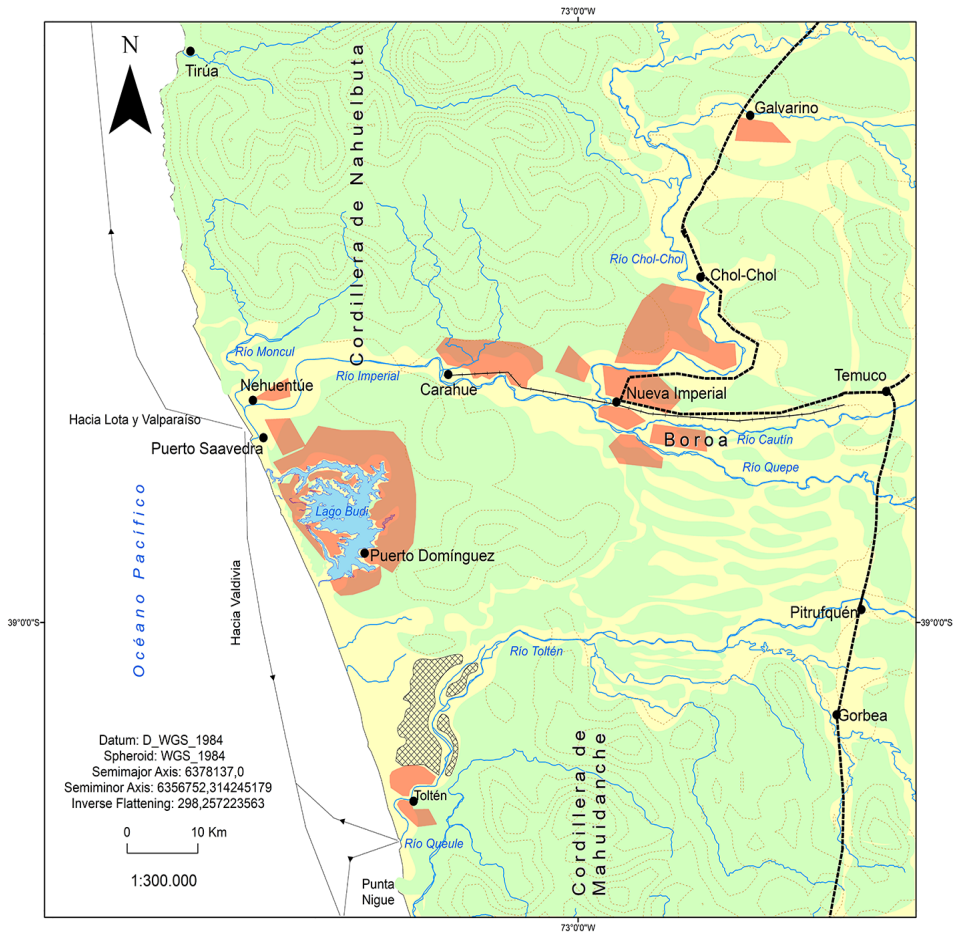 73°0'0"W
N
Tirúa
Cordillera de Nahuelbuta
Galvarino
Río Chol-Chol
Chol-Chol
Río Moncul
Río Imperial
Nehuentúe
Carahue
Nueva Imperial
Temuco
Hacia Lota y Valparaíso
Puerto Saavedra
Boroa
Río Cautín
Río Quepe
Océano Pacífico
Lago Budi
Puerto Domínguez
Hacia Valdivia
39°0'0"S
39°0'0"S
Pitrufquén
Río Toltén
Gorbea
Cordillera de
Mahuidanche
Datum: D_WGS_1984
Spheroid: WGS_1984
Semimajor Axis: 6378137,0
Semiminor Axis: 6356752,314245179
Inverse Flattening: 298,257223563
0 10 Km
1:300.000
Toltén
Río Queule
Punta
Nigue
73°0'0"W